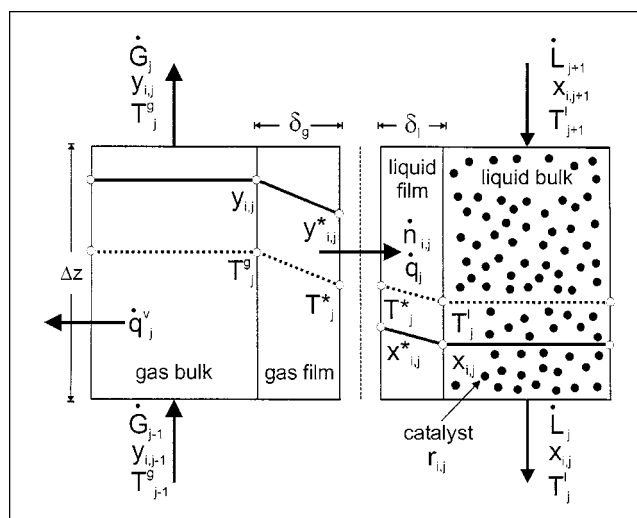 Ġⱼ
yᵢ,ⱼ
Tᵍⱼ
L̇ⱼ₊₁
xᵢ,ⱼ₊₁
Tˡⱼ₊₁
δg
δl
liquid film
liquid bulk
yᵢ,ⱼ
y*ᵢ,ⱼ
ṅᵢ,ⱼ
q̇ⱼ
Δz
Tᵍⱼ
T*ⱼ
T*ⱼ
Tˡⱼ
q̇ᵛⱼ
x*ᵢ,ⱼ
xᵢ,ⱼ
gas bulk
gas film
catalyst
rᵢ,ⱼ
Ġⱼ₋₁
yᵢ,ⱼ₋₁
Tᵍⱼ₋₁
L̇ⱼ
xᵢ,ⱼ
Tˡⱼ